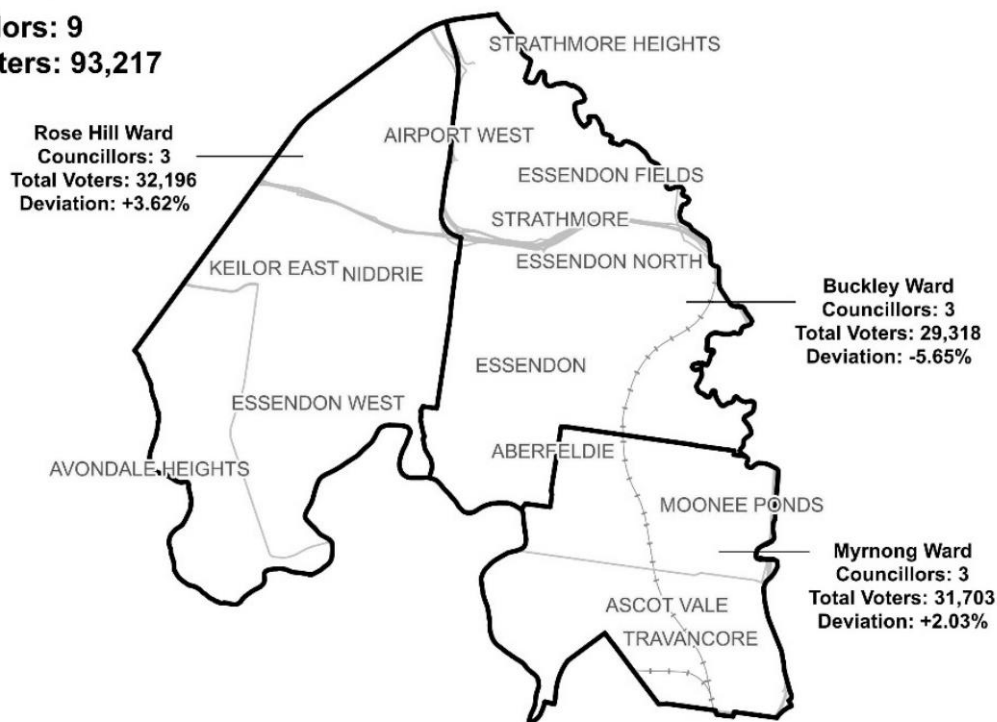 lors: 9
ters: 93,217
STRATHMORE HEIGHTS
Rose Hill Ward
Councillors: 3
Total Voters: 32,196
Deviation: +3.62%
AIRPORT WEST
ESSENDON FIELDS
STRATHMORE
ESSENDON NORTH
KEILOR EAST
NIDDRIE
Buckley Ward
Councillors: 3
Total Voters: 29,318
Deviation: -5.65%
ESSENDON
ESSENDON WEST
ABERFELDIE
AVONDALE HEIGHTS
MOONEE PONDS
Myrnong Ward
Councillors: 3
Total Voters: 31,703
Deviation: +2.03%
ASCOT VALE
TRAVANCORE